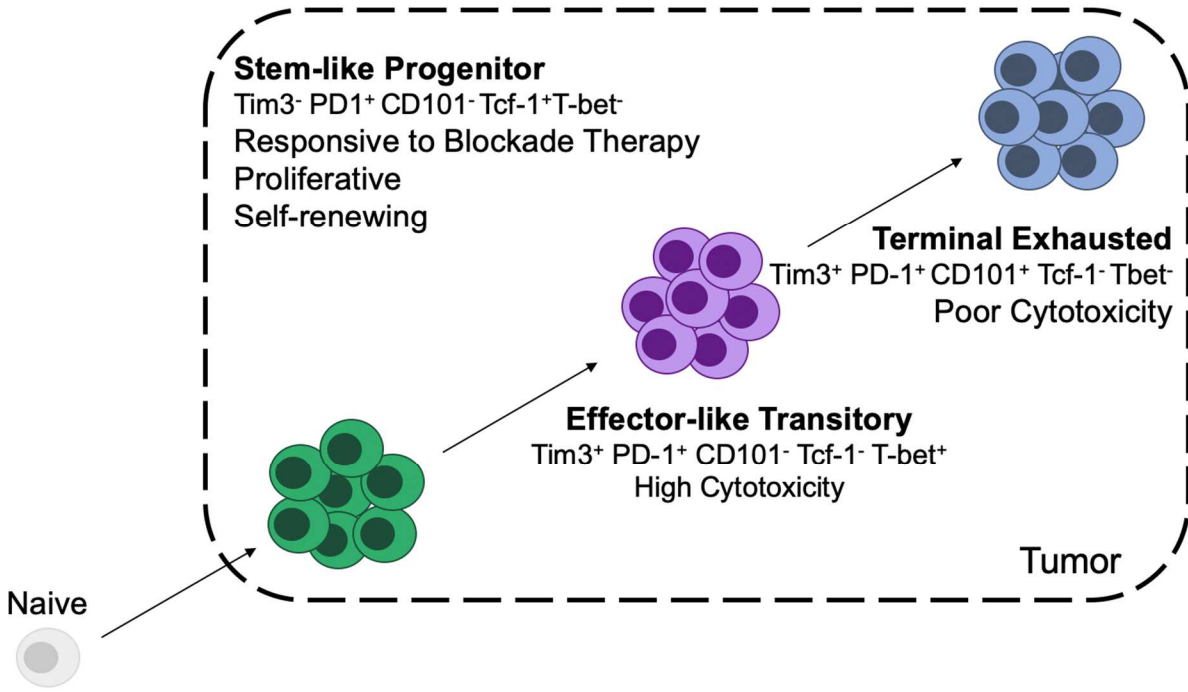 Stem-like Progenitor
Tim3⁻ PD1⁺ CD101⁻ Tcf-1⁺T-bet⁻
Responsive to Blockade Therapy
Proliferative
Self-renewing
Terminal Exhausted
Tim3⁺ PD-1⁺ CD101⁺ Tcf-1⁻ Tbet⁻
Poor Cytotoxicity
Effector-like Transitory
Tim3⁺ PD-1⁺ CD101⁻ Tcf-1⁻ T-bet⁺
High Cytotoxicity
Tumor
Naive